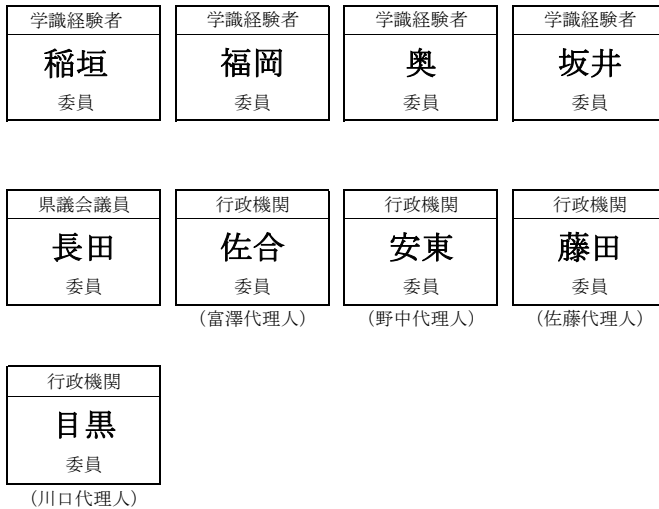 学識経験者
稲垣
委員
学識経験者
福岡
委員
学識経験者
奥
委員
学識経験者
坂井
委員
県議会議員
長田
委員
行政機関
佐合
委員
（富澤代理人）
行政機関
安東
委員
（野中代理人）
行政機関
藤田
委員
（佐藤代理人）
行政機関
目黒
委員
（川口代理人）